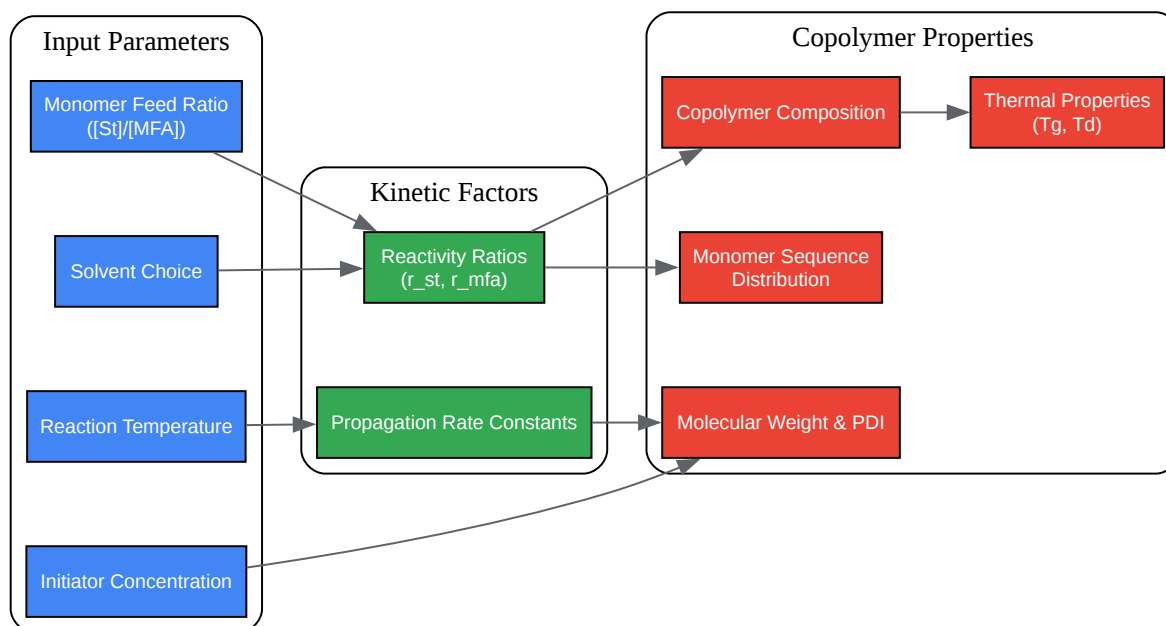 Input Parameters
Monomer Feed Ratio
([St]/[MFA])
Solvent Choice
Reaction Temperature
Initiator Concentration
Kinetic Factors
Reactivity Ratios
(r_st, r_mfa)
Propagation Rate Constants
Copolymer Properties
Copolymer Composition
Thermal Properties
(Tg, Td)
Monomer Sequence
Distribution
Molecular Weight & PDI